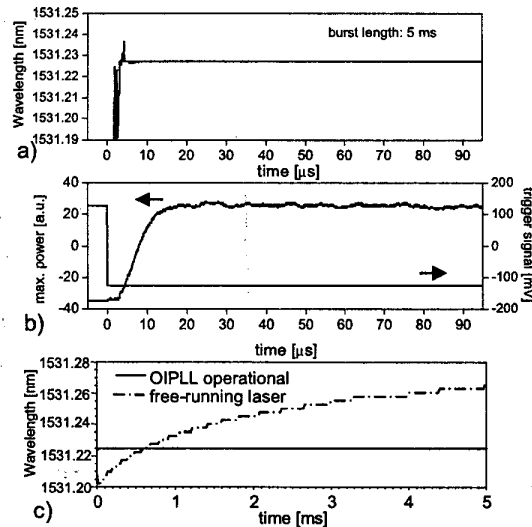 1531.25
1531.24
1531.23
1531.22
1531.21
1531.20
1531.19
Wavelength [nm]
burst length: 5 ms
0 10 20 30 40 50 60 70 80 90
time [µs]
a)
40
20
0
-20
-40
max. power [a.u.]
200
100
0
-100
-200
trigger signal [mV]
0 10 20 30 40 50 60 70 80 90
time [µs]
b)
1531.28
1531.26
1531.24
1531.22
1531.20
Wavelength [nm]
OIPLL operational
free-running laser
0 1 2 3 4 5
time [ms]
c)